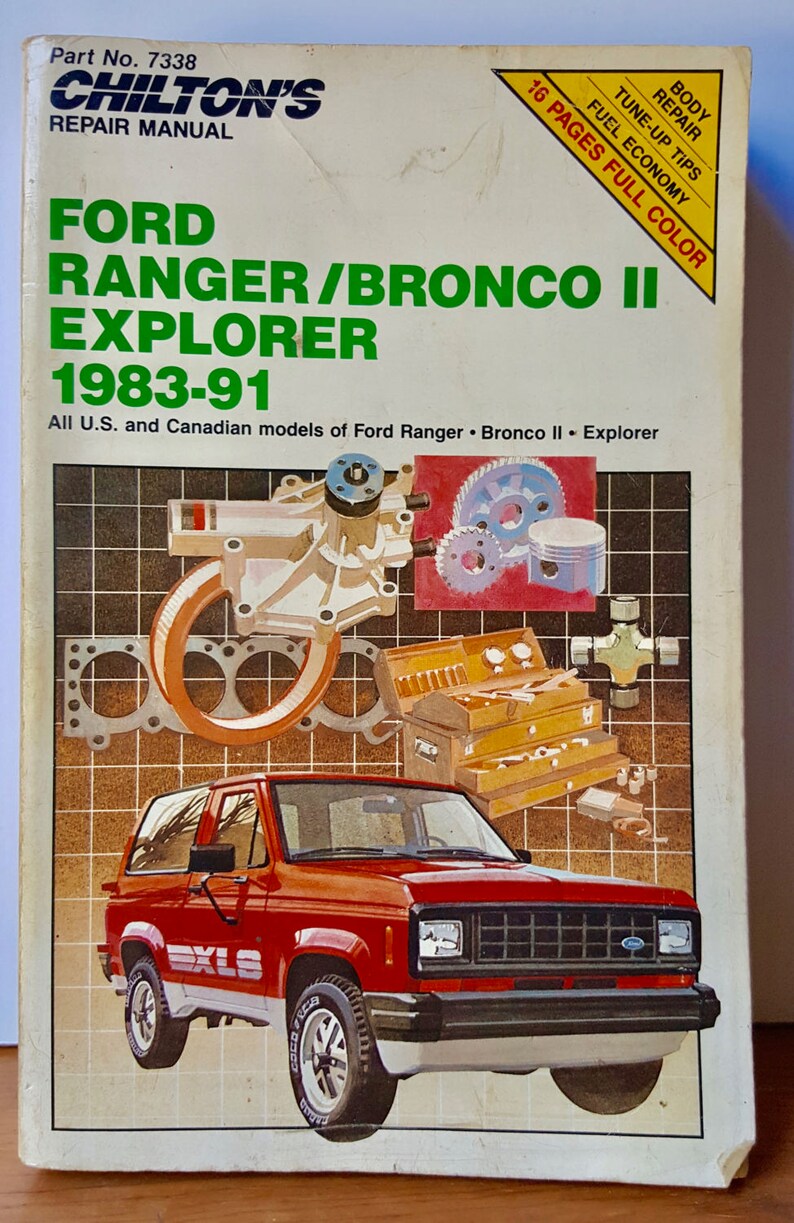 Part No. 7338
CHILTON'S
REPAIR MANUAL
BODY
REPAIR
TUNE-UP TIPS
FUEL ECONOMY
16 PAGES FULL COLOR
FORD
RANGER/BRONCO II
EXPLORER
1983-91
All U.S. and Canadian models of Ford Ranger • Bronco II • Explorer
XLS
Ford